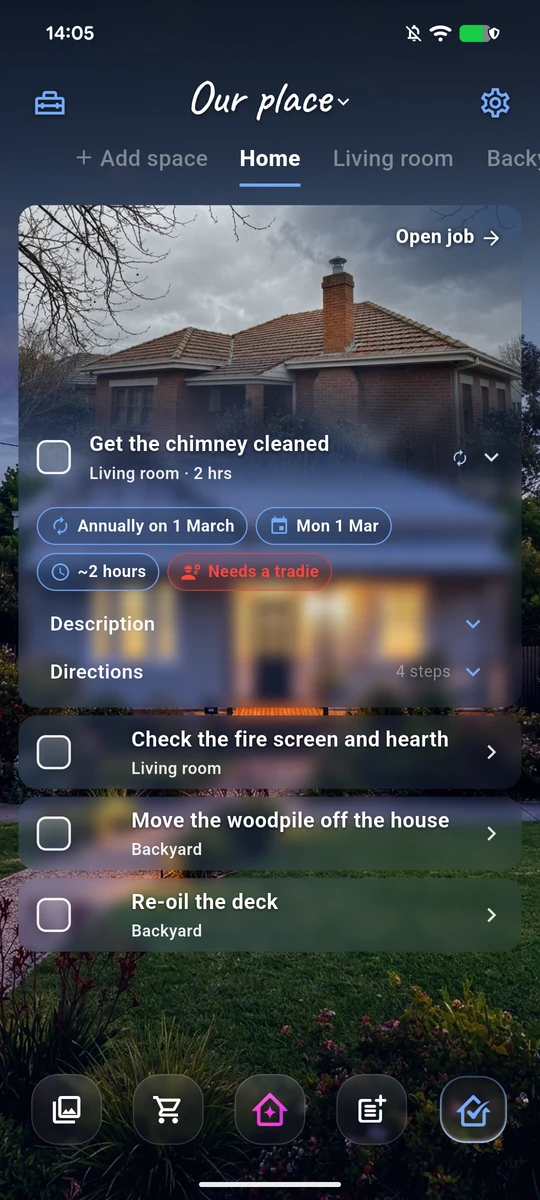 14:05
Our place
+ Add space
Home
Living room
Backy
Open job
Get the chimney cleaned
Living room · 2 hrs
Annually on 1 March
Mon 1 Mar
~2 hours
Needs a tradie
Description
Directions
4 steps
Check the fire screen and hearth
Living room
Move the woodpile off the house
Backyard
Re-oil the deck
Backyard